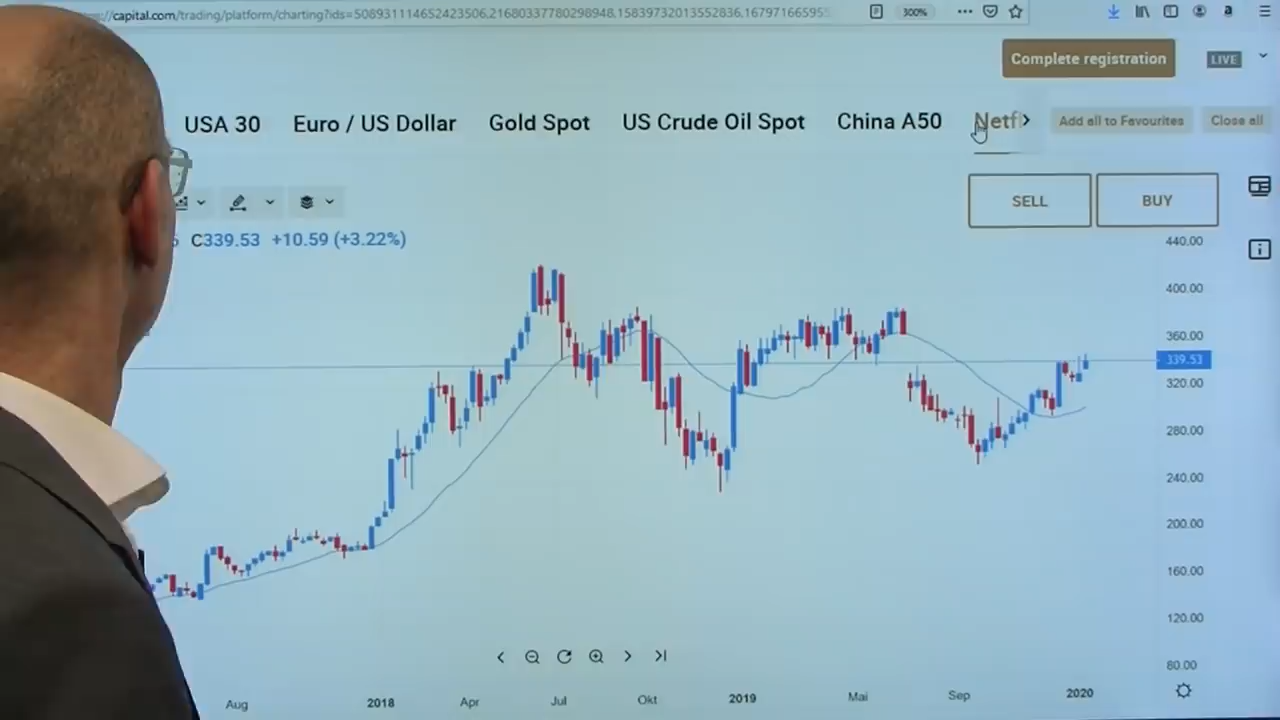 ://capital.com/trading/platform/charting?ids=508931114652423506,21680337780298948,15839732013552836,167971665955
300%
Complete registration
LIVE
USA 30
Euro / US Dollar
Gold Spot
US Crude Oil Spot
China A50
Netfl
Add all to Favourites
Close all
SELL
BUY
C339.53 +10.59 (+3.22%)
440.00
400.00
360.00
339.53
320.00
280.00
240.00
200.00
160.00
120.00
80.00
Aug
2018
Apr
Jul
Okt
2019
Mai
Sep
2020